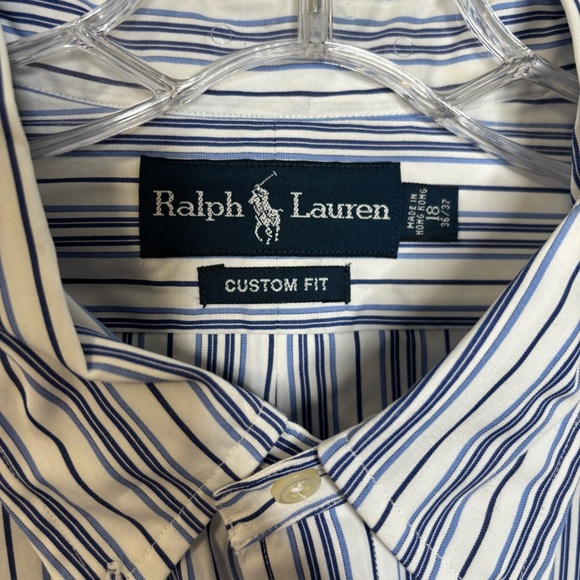 Ralph Lauren
MADE IN
HONG KONG
18
36/37
CUSTOM FIT